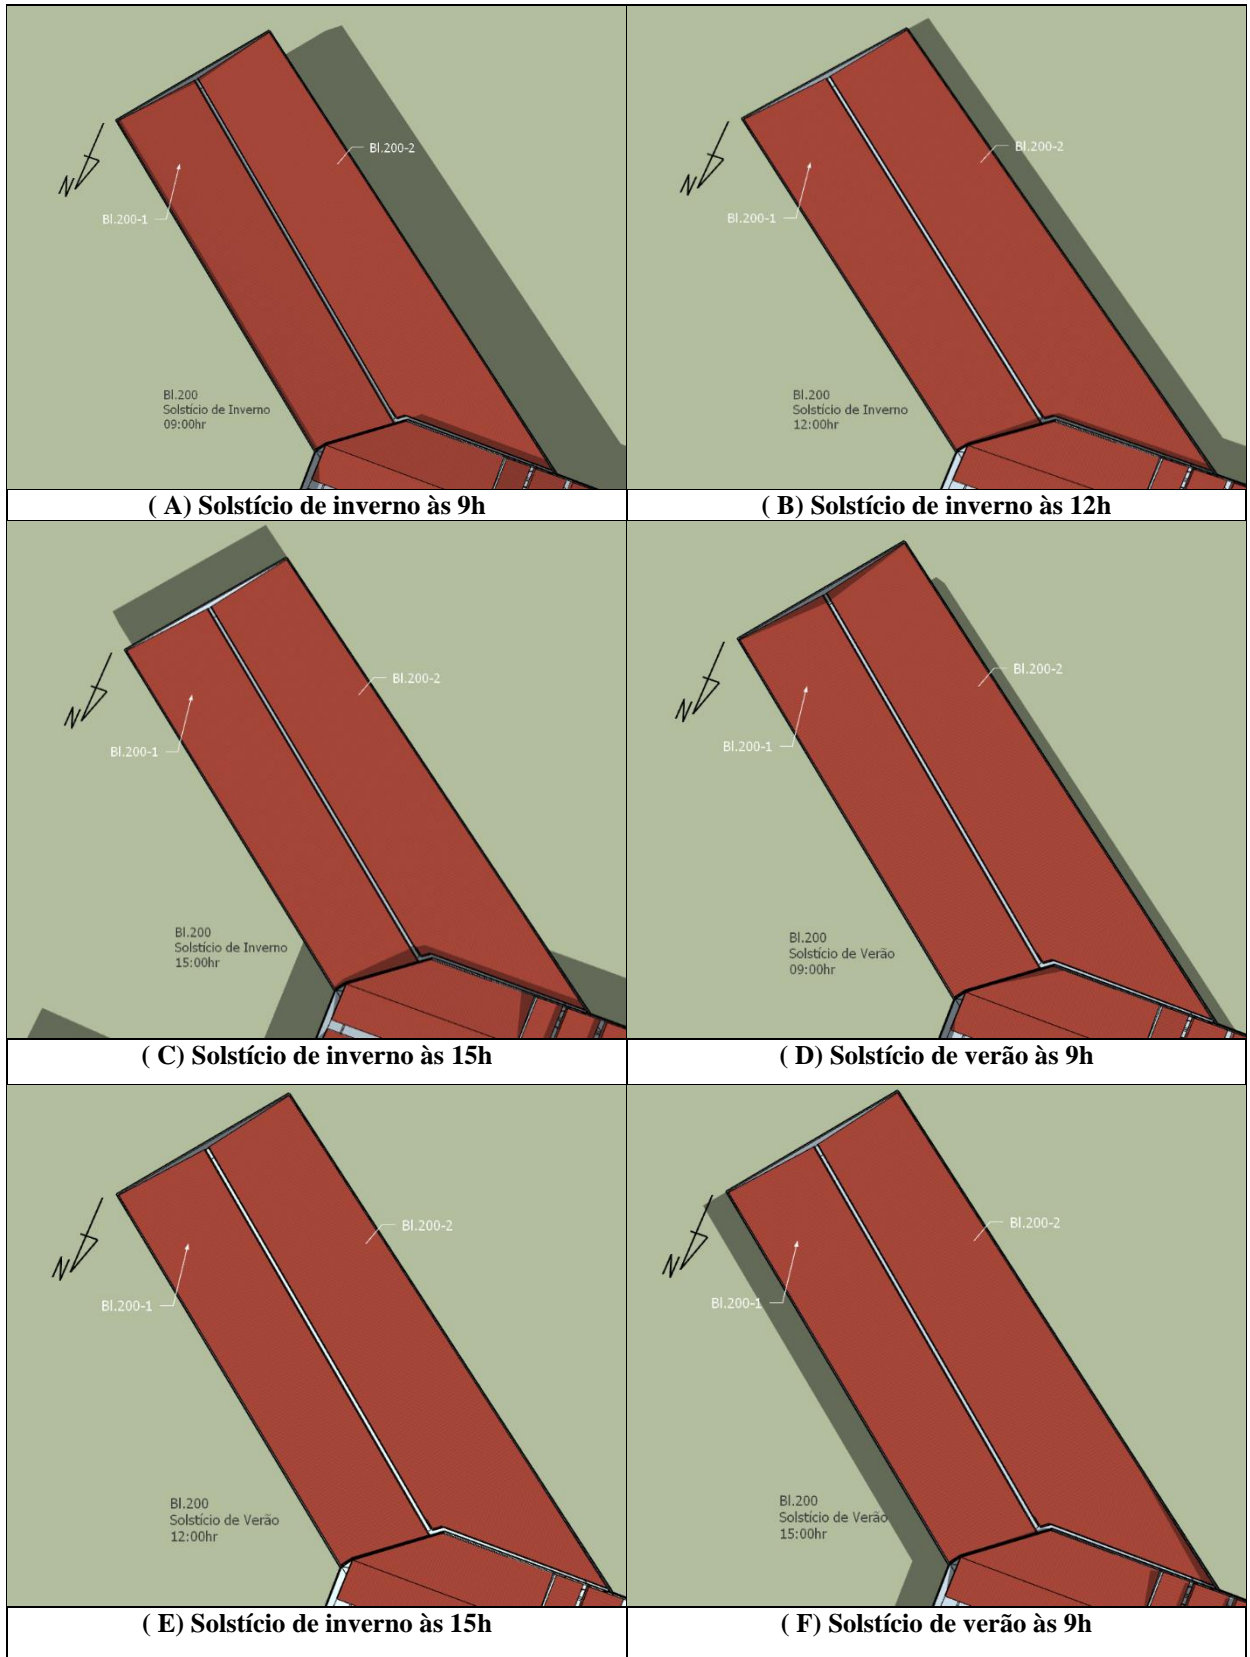 N
Bl.200-2
Bl.200-1
Bl.200
Solstício de Inverno
09:00hr
( A) Solstício de inverno às 9h
N
Bl.200-2
Bl.200-1
Bl.200
Solstício de Inverno
12:00hr
( B) Solstício de inverno às 12h
N
Bl.200-2
Bl.200-1
Bl.200
Solstício de Inverno
15:00hr
( C) Solstício de inverno às 15h
N
Bl.200-2
Bl.200-1
Bl.200
Solstício de Verão
09:00hr
( D) Solstício de verão às 9h
N
Bl.200-2
Bl.200-1
Bl.200
Solstício de Verão
12:00hr
( E) Solstício de inverno às 15h
N
Bl.200-2
Bl.200-1
Bl.200
Solstício de Verão
15:00hr
( F) Solstício de verão às 9h